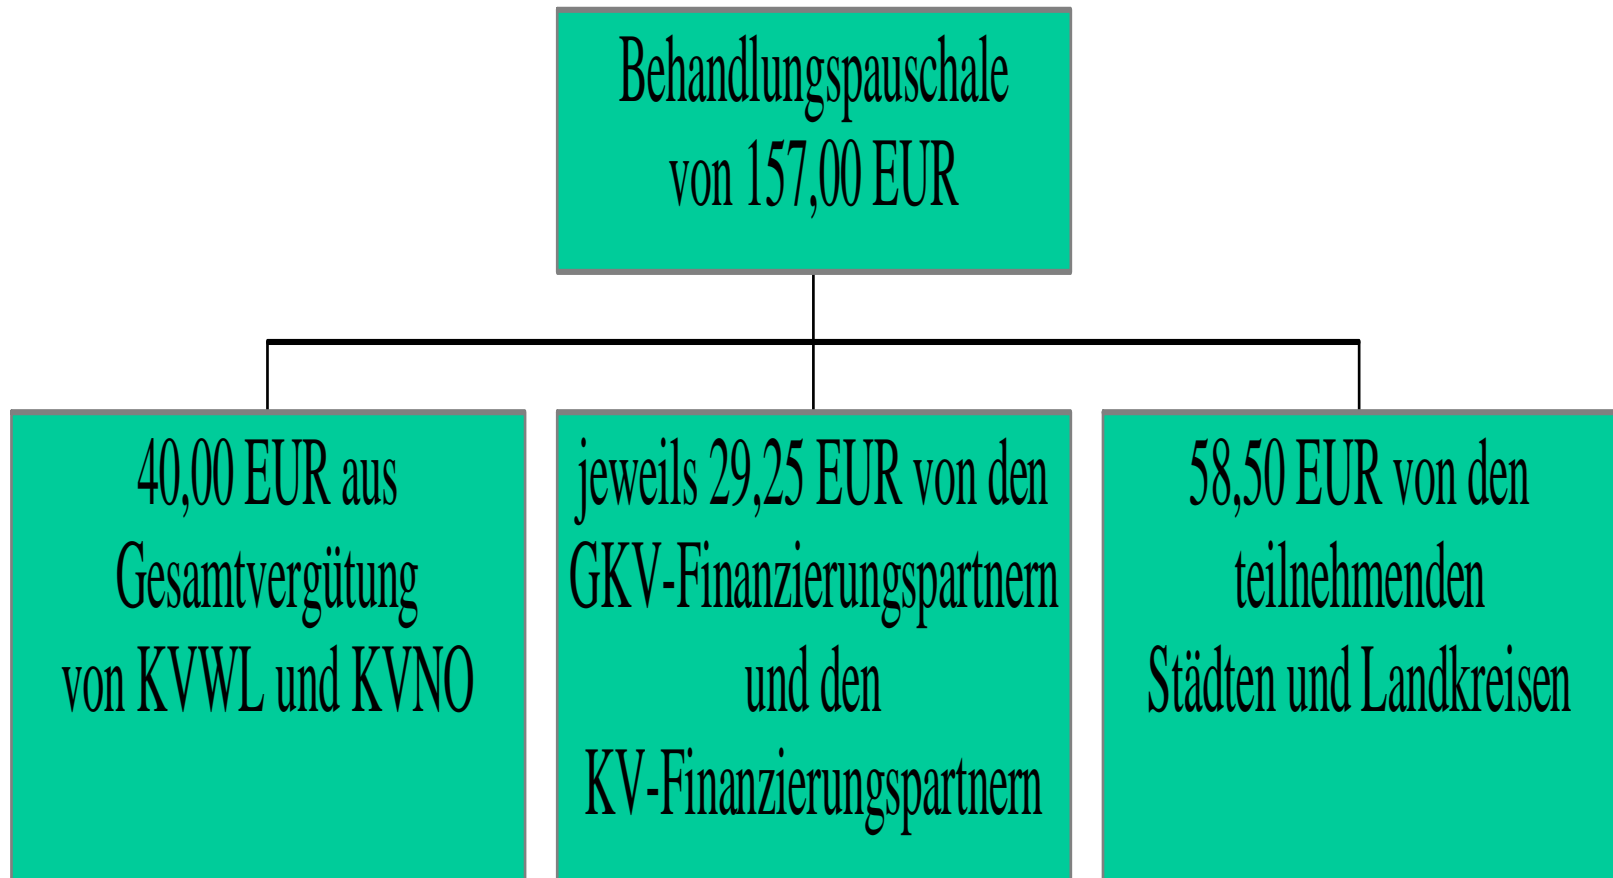 Behandlungspauschale
von 157,00 EUR
40,00 EUR aus
Gesamtvergütung
von KVWL und KVNO
jeweils 29,25 EUR von den
GKV-Finanzierungspartnern
und den
KV-Finanzierungspartnern
58,50 EUR von den
teilnehmenden
Städten und Landkreisen